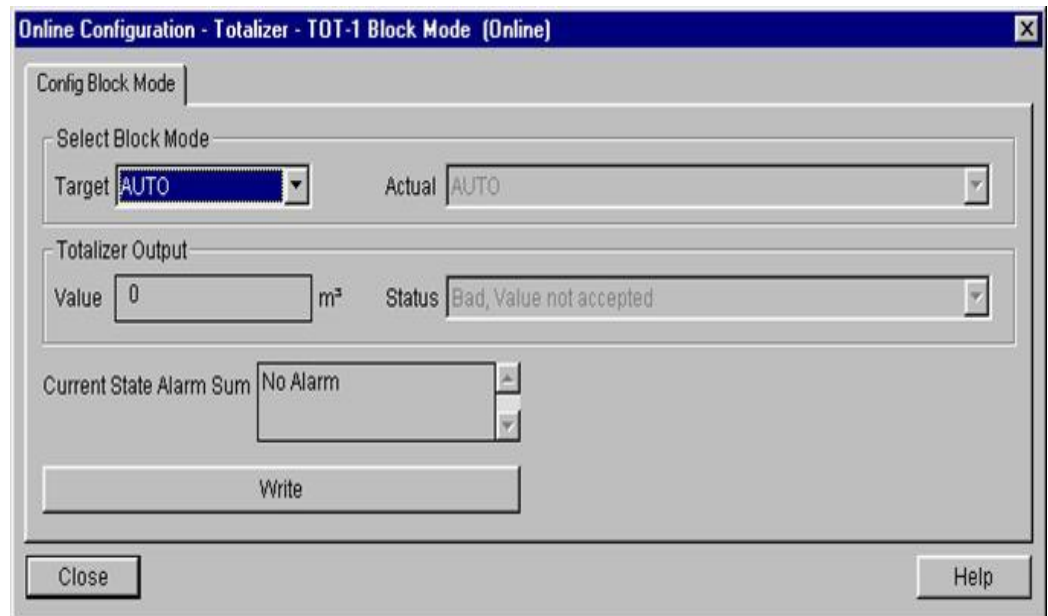 Online Configuration - Totalizer - TOT-1 Block Mode (Online)
Config Block Mode
Select Block Mode
Target AUTO Actual AUTO
Totalizer Output
Value 0 m³ Status Bad, Value not accepted
Current State Alarm Sum No Alarm
Write
Close Help